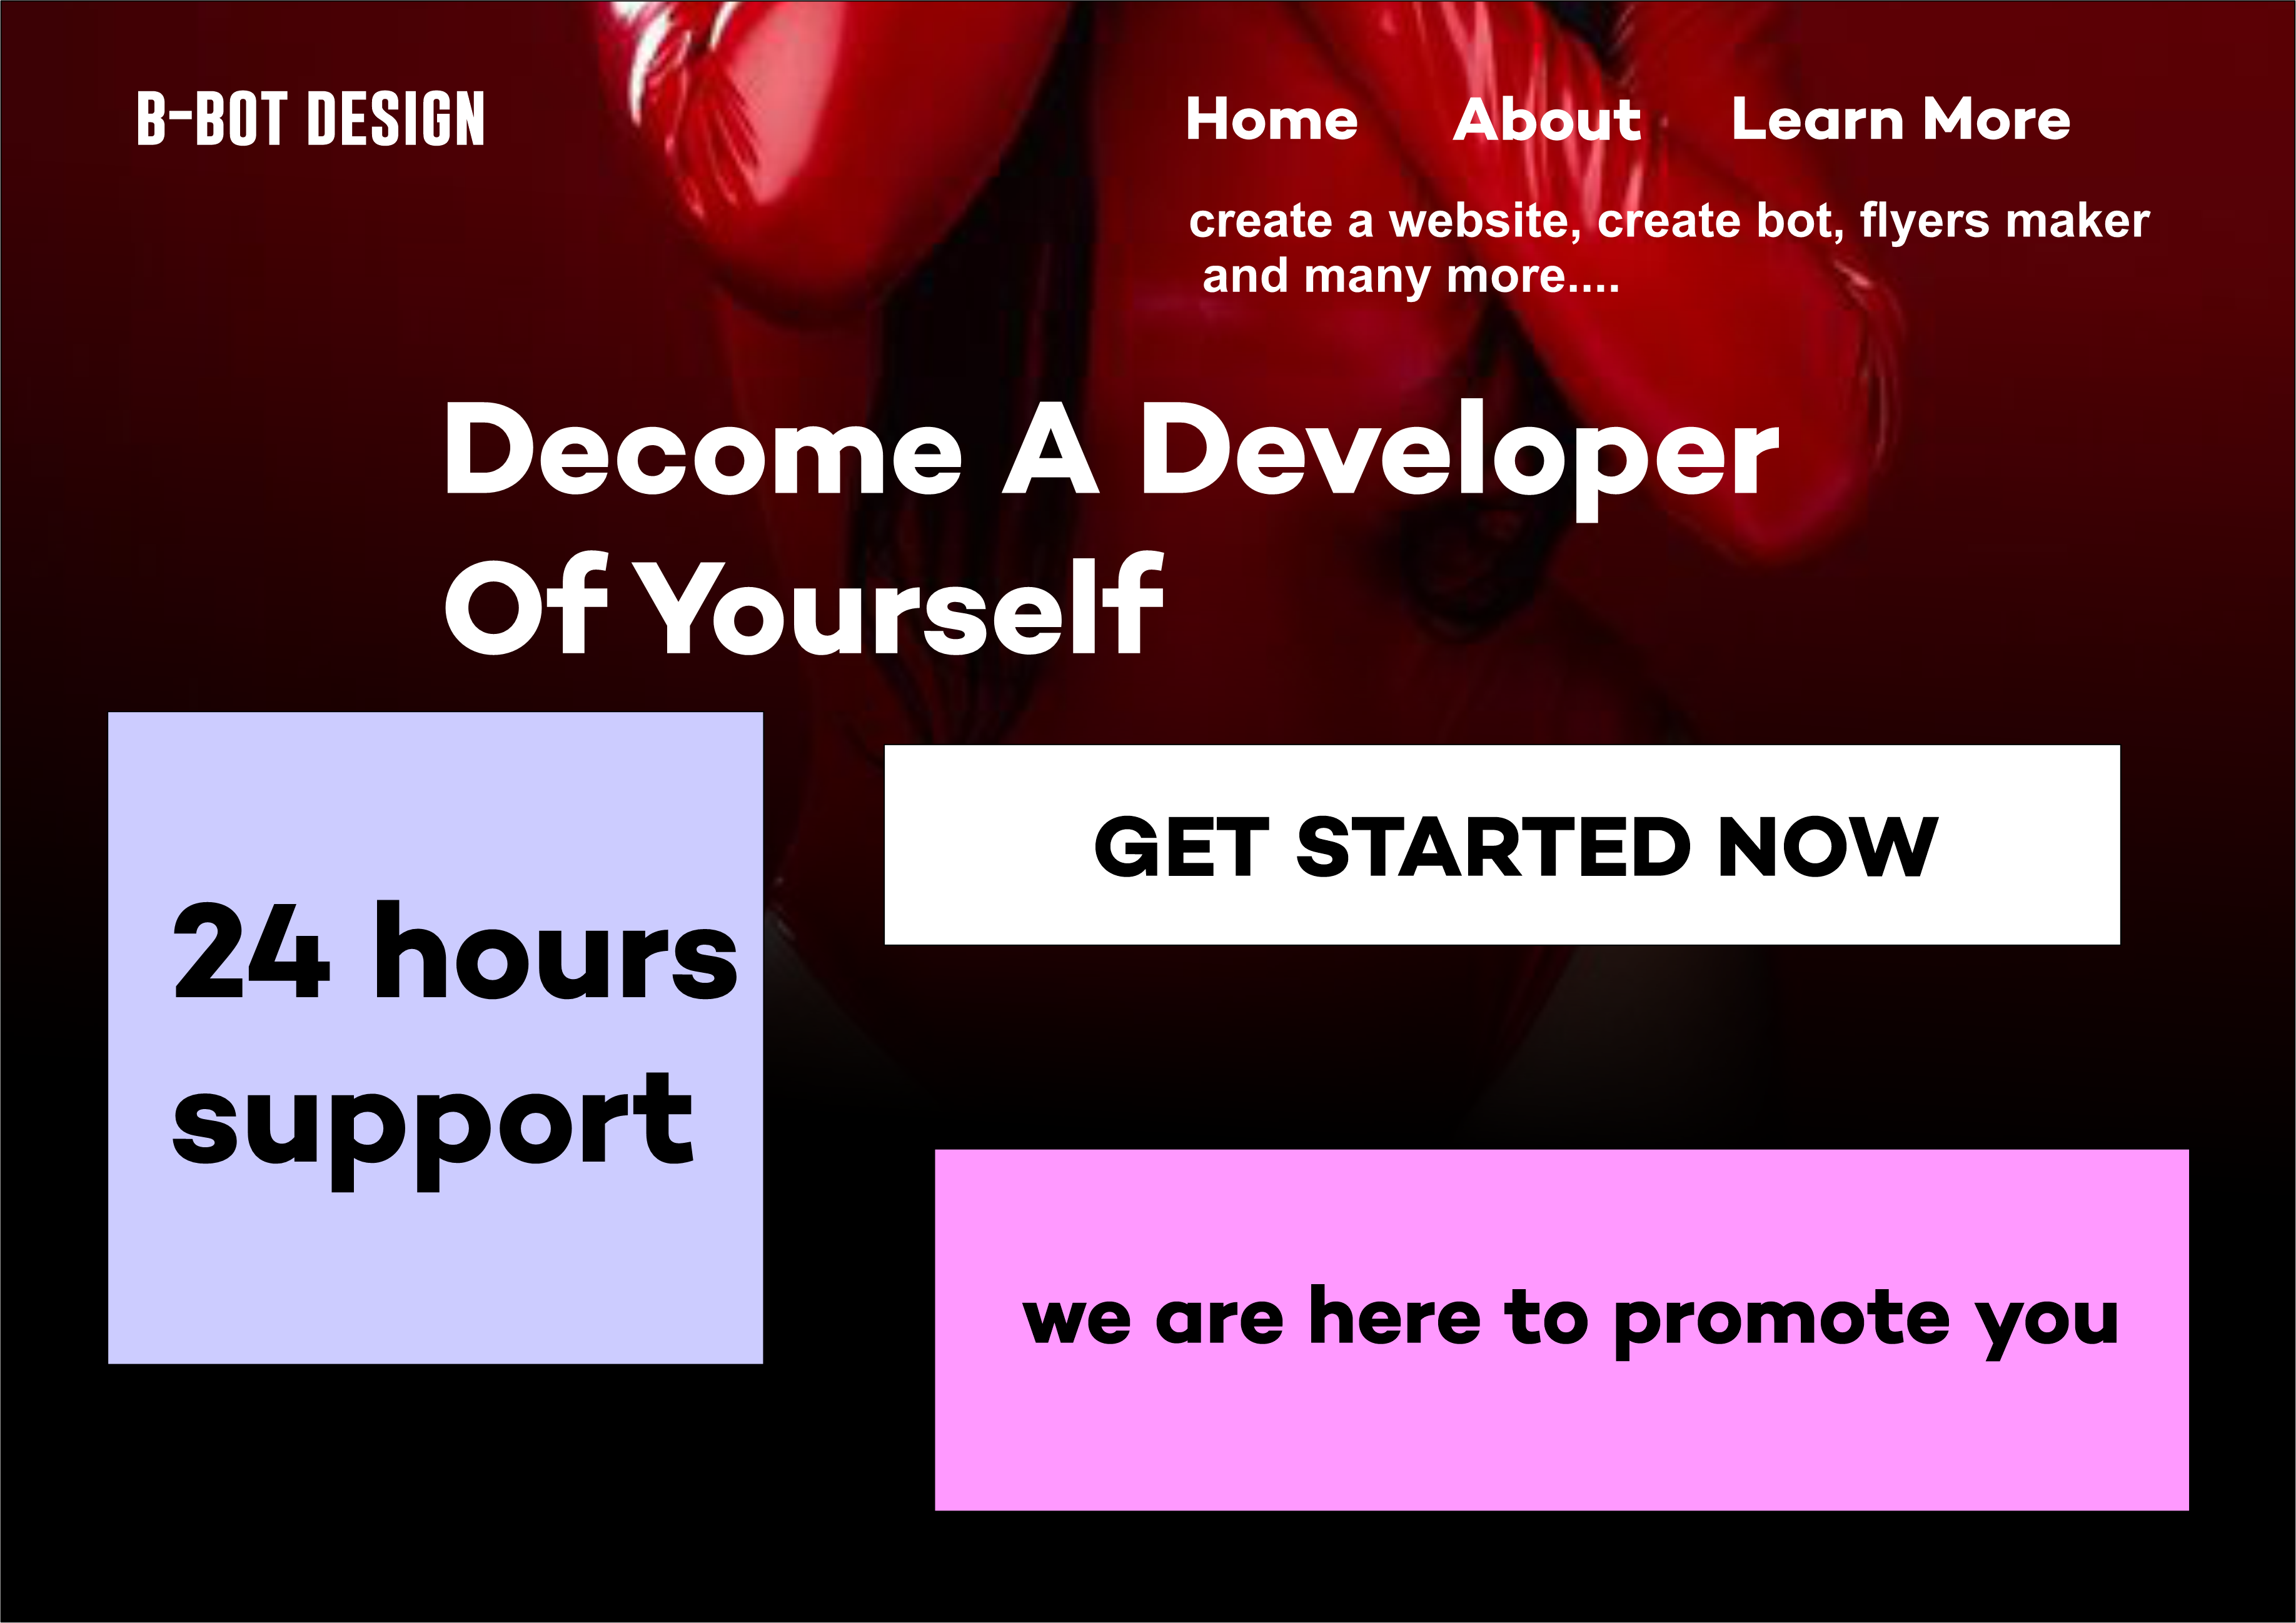 B-BOT DESIGN
Home About Learn More
create a website, create bot, flyers maker
and many more....
Decome A Developer
Of Yourself
24 hours
support
GET STARTED NOW
we are here to promote you